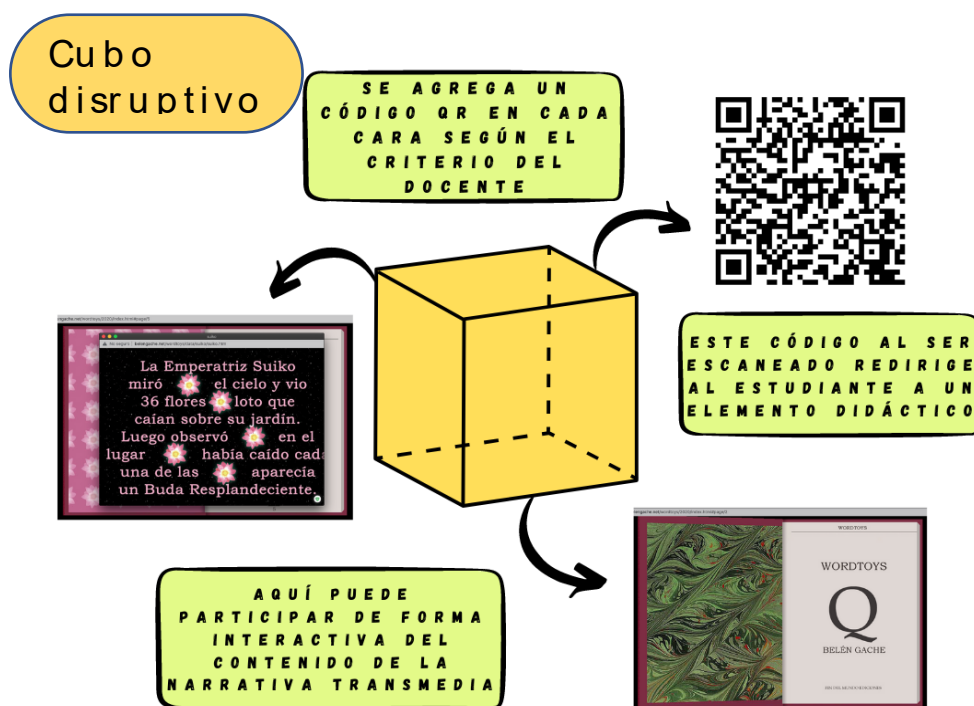 Cubo
disruptivo
SE AGREGA UN
CÓDIGO QR EN CADA
CARA SEGÚN EL
CRITERIO DEL
DOCENTE
ESTE CÓDIGO AL SER
ESCANEADO REDIRIGE
AL ESTUDIANTE A UN
ELEMENTO DIDÁCTICO
La Emperatriz Suiko
miró el cielo y vio
36 flores loto que
caían sobre su jardín.
Luego observó en el
lugar había caído cada
una de las aparecía
un Buda Resplandeciente.
WORDTOYS
WORDTOYS
Q
BELÉN GACHE
AQUÍ PUEDE
PARTICIPAR DE FORMA
INTERACTIVA DEL
CONTENIDO DE LA
NARRATIVA TRANSMEDIA